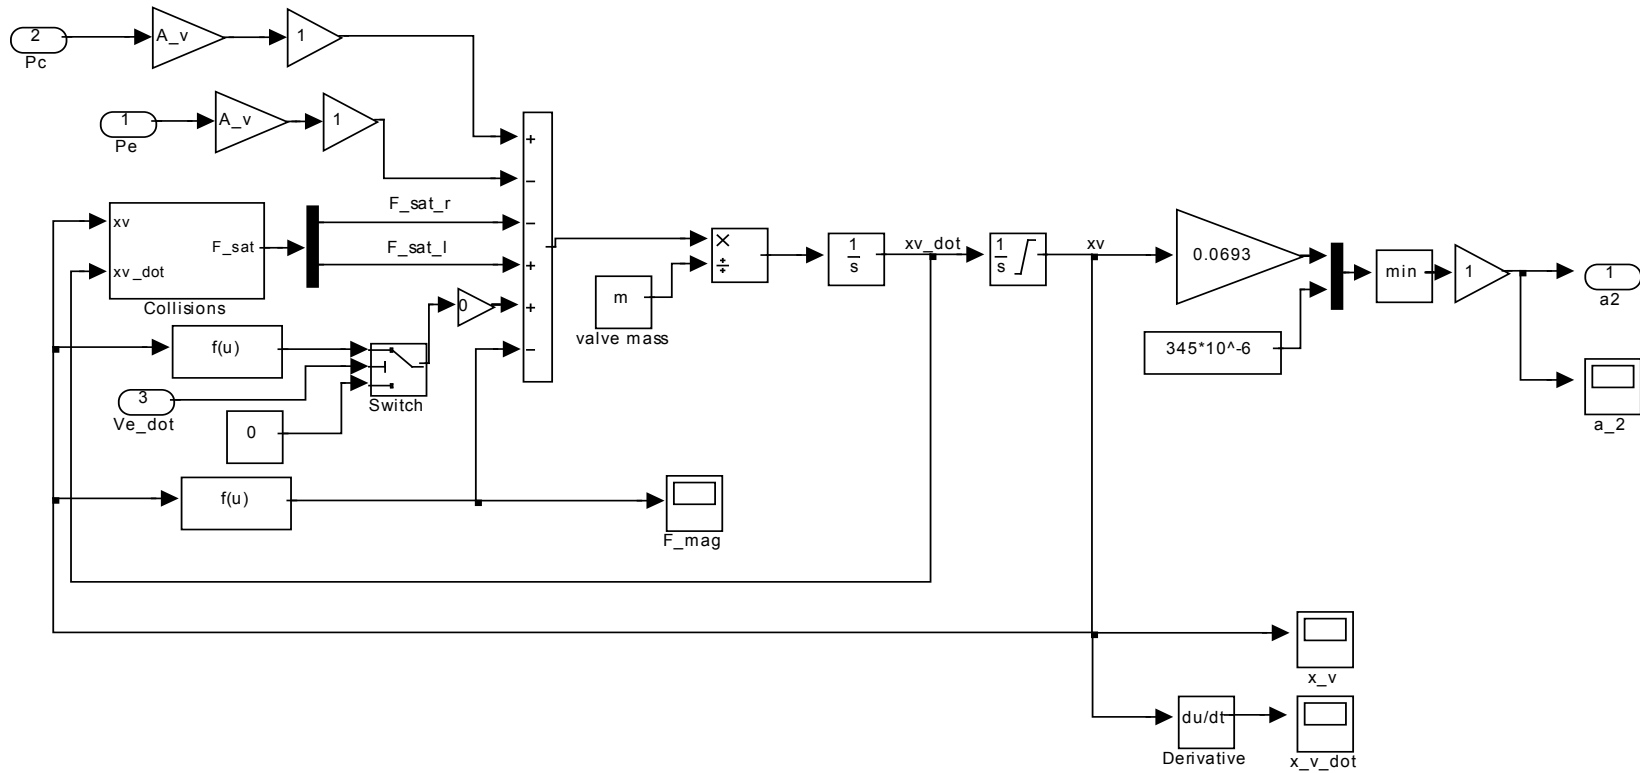 2
Pc
A_v
1
1
Pe
A_v
1
+
−
−
+
+
−
xv
xv_dot
F_sat
Collisions
F_sat_r
F_sat_l
f(u)
3
Ve_dot
0
Switch
0
f(u)
F_mag
×
÷
m
valve mass
1
s
xv_dot
1
s
xv
0.0693
345*10^-6
min
1
1
a2
a_2
x_v
du/dt
Derivative
x_v_dot